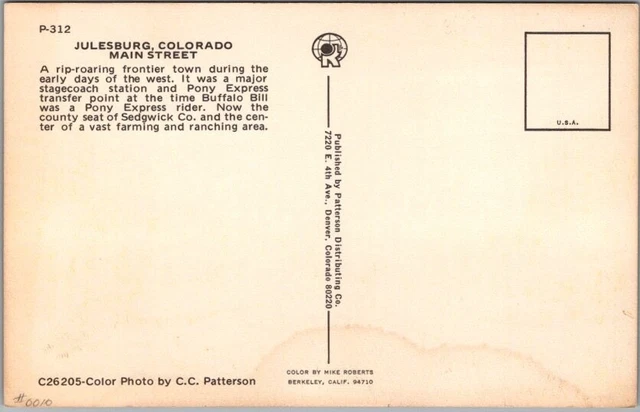 P-312
JULESBURG, COLORADO
MAIN STREET
A rip-roaring frontier town during the
early days of the west. It was a major
stagecoach station and Pony Express
transfer point at the time Buffalo Bill
was a Pony Express rider. Now the
county seat of Sedgwick Co. and the cen-
ter of a vast farming and ranching area.
R
U.S.A.
Published by Patterson Distributing Co.
7220 E. 4th Ave., Denver, Colorado 80220
COLOR BY MIKE ROBERTS
BERKELEY, CALIF. 94710
C26205-Color Photo by C.C. Patterson
#0010